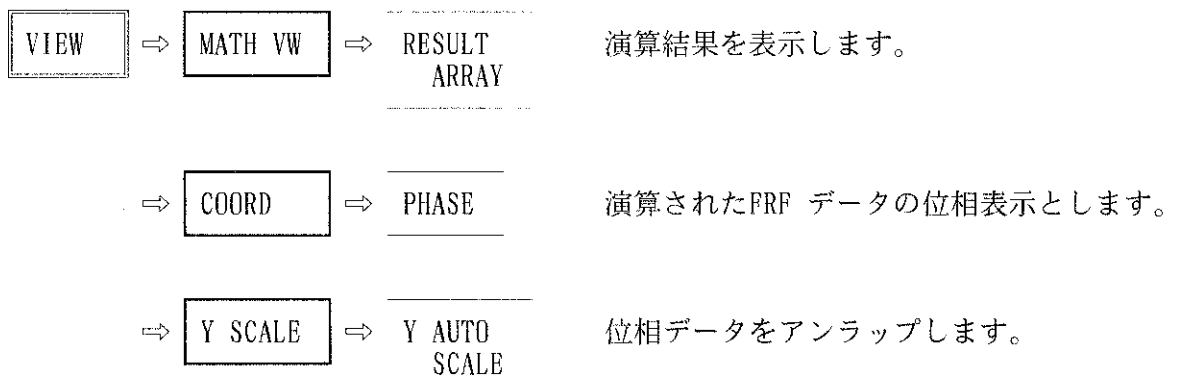 VIEW ⇒ MATH VW ⇒ RESULT 演算結果を表示します。
ARRAY
⇒ COORD ⇒ PHASE 演算されたFRF データの位相表示とします。
⇒ Y SCALE ⇒ Y AUTO 位相データをアンラップします。
SCALE